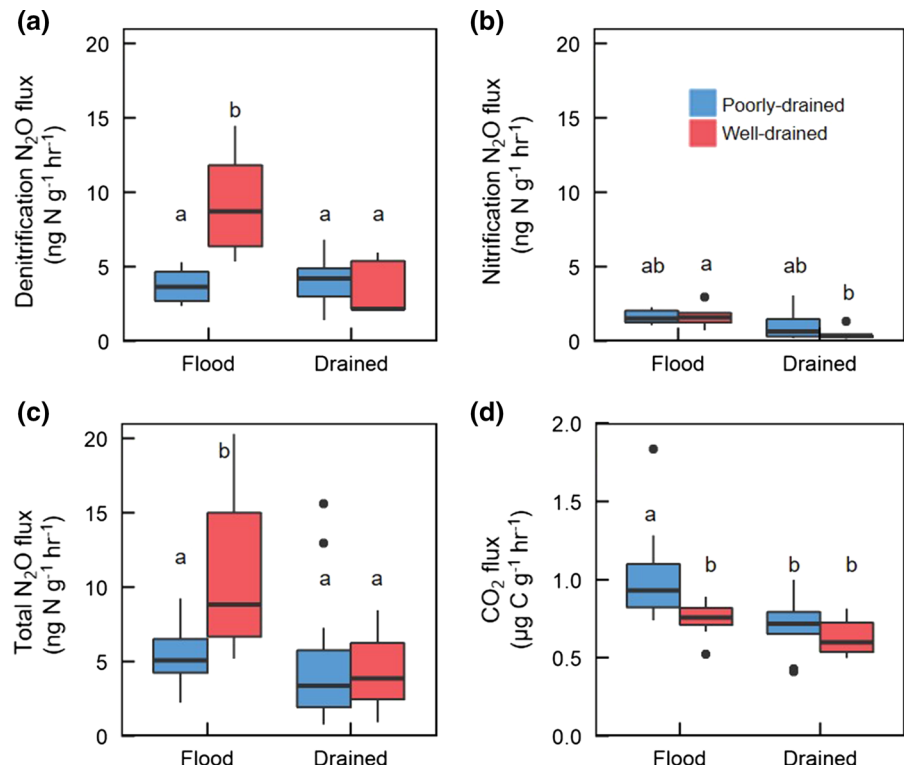 (a)
Denitrification N₂O flux
(ng N g⁻¹ hr⁻¹)
20
15
10
5
0
a
b
a
a
Flood
Drained
(b)
Nitrification N₂O flux
(ng N g⁻¹ hr⁻¹)
20
15
10
5
0
Poorly-drained
Well-drained
ab
a
ab
b
Flood
Drained
(c)
Total N₂O flux
(ng N g⁻¹ hr⁻¹)
20
15
10
5
0
a
b
a
a
Flood
Drained
(d)
CO₂ flux
(µg C g⁻¹ hr⁻¹)
2.0
1.5
1.0
0.5
0.0
a
b
b
b
Flood
Drained